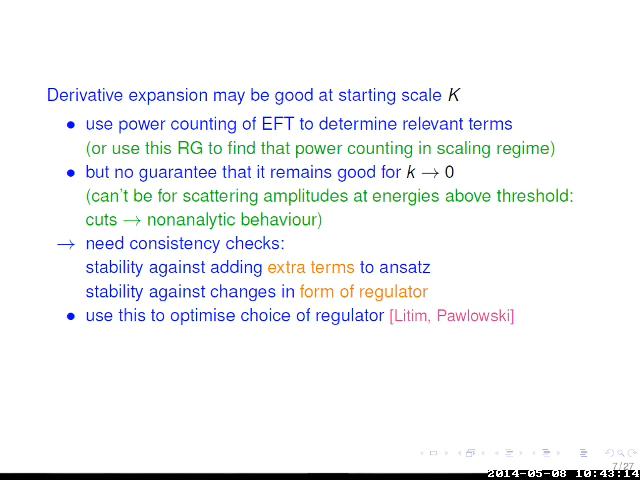 Derivative expansion may be good at starting scale K
• use power counting of EFT to determine relevant terms
(or use this RG to find that power counting in scaling regime)
• but no guarantee that it remains good for k → 0
(can't be for scattering amplitudes at energies above threshold:
cuts → nonanalytic behaviour)
→ need consistency checks:
stability against adding extra terms to ansatz
stability against changes in form of regulator
• use this to optimise choice of regulator [Litim, Pawlowski]
7/27
2014-05-08 10:43:14